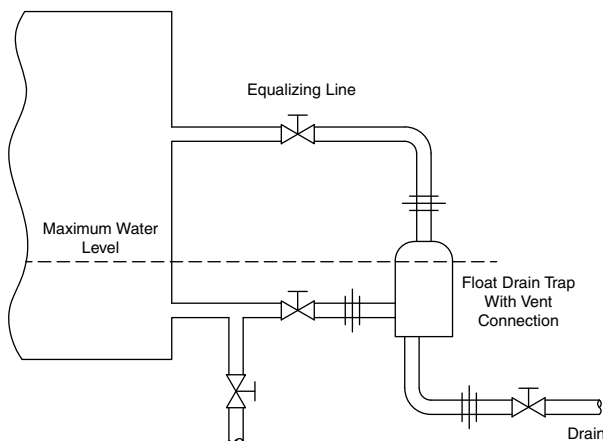 Equalizing Line
Maximum Water
Level
Float Drain Trap
With Vent
Connection
Drain